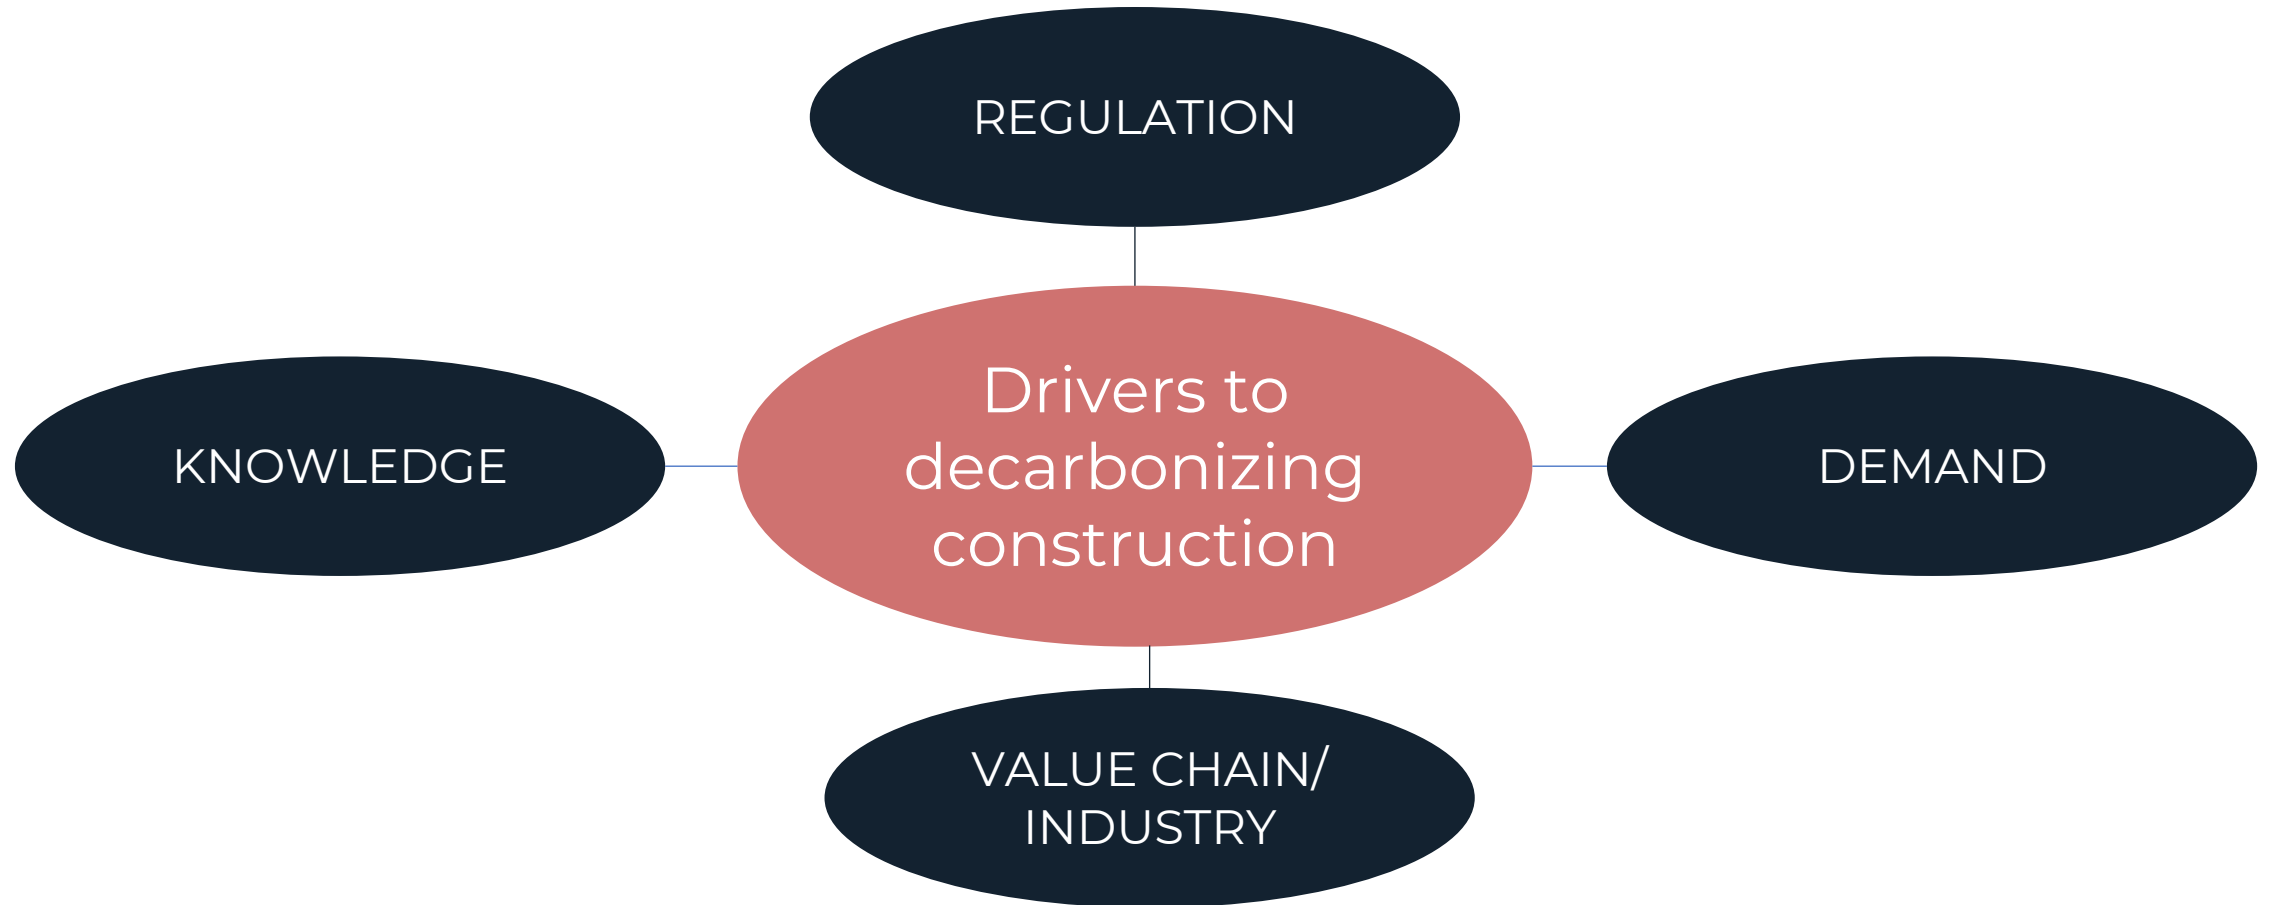 REGULATION
KNOWLEDGE
Drivers to
decarbonizing
construction
DEMAND
VALUE CHAIN/
INDUSTRY